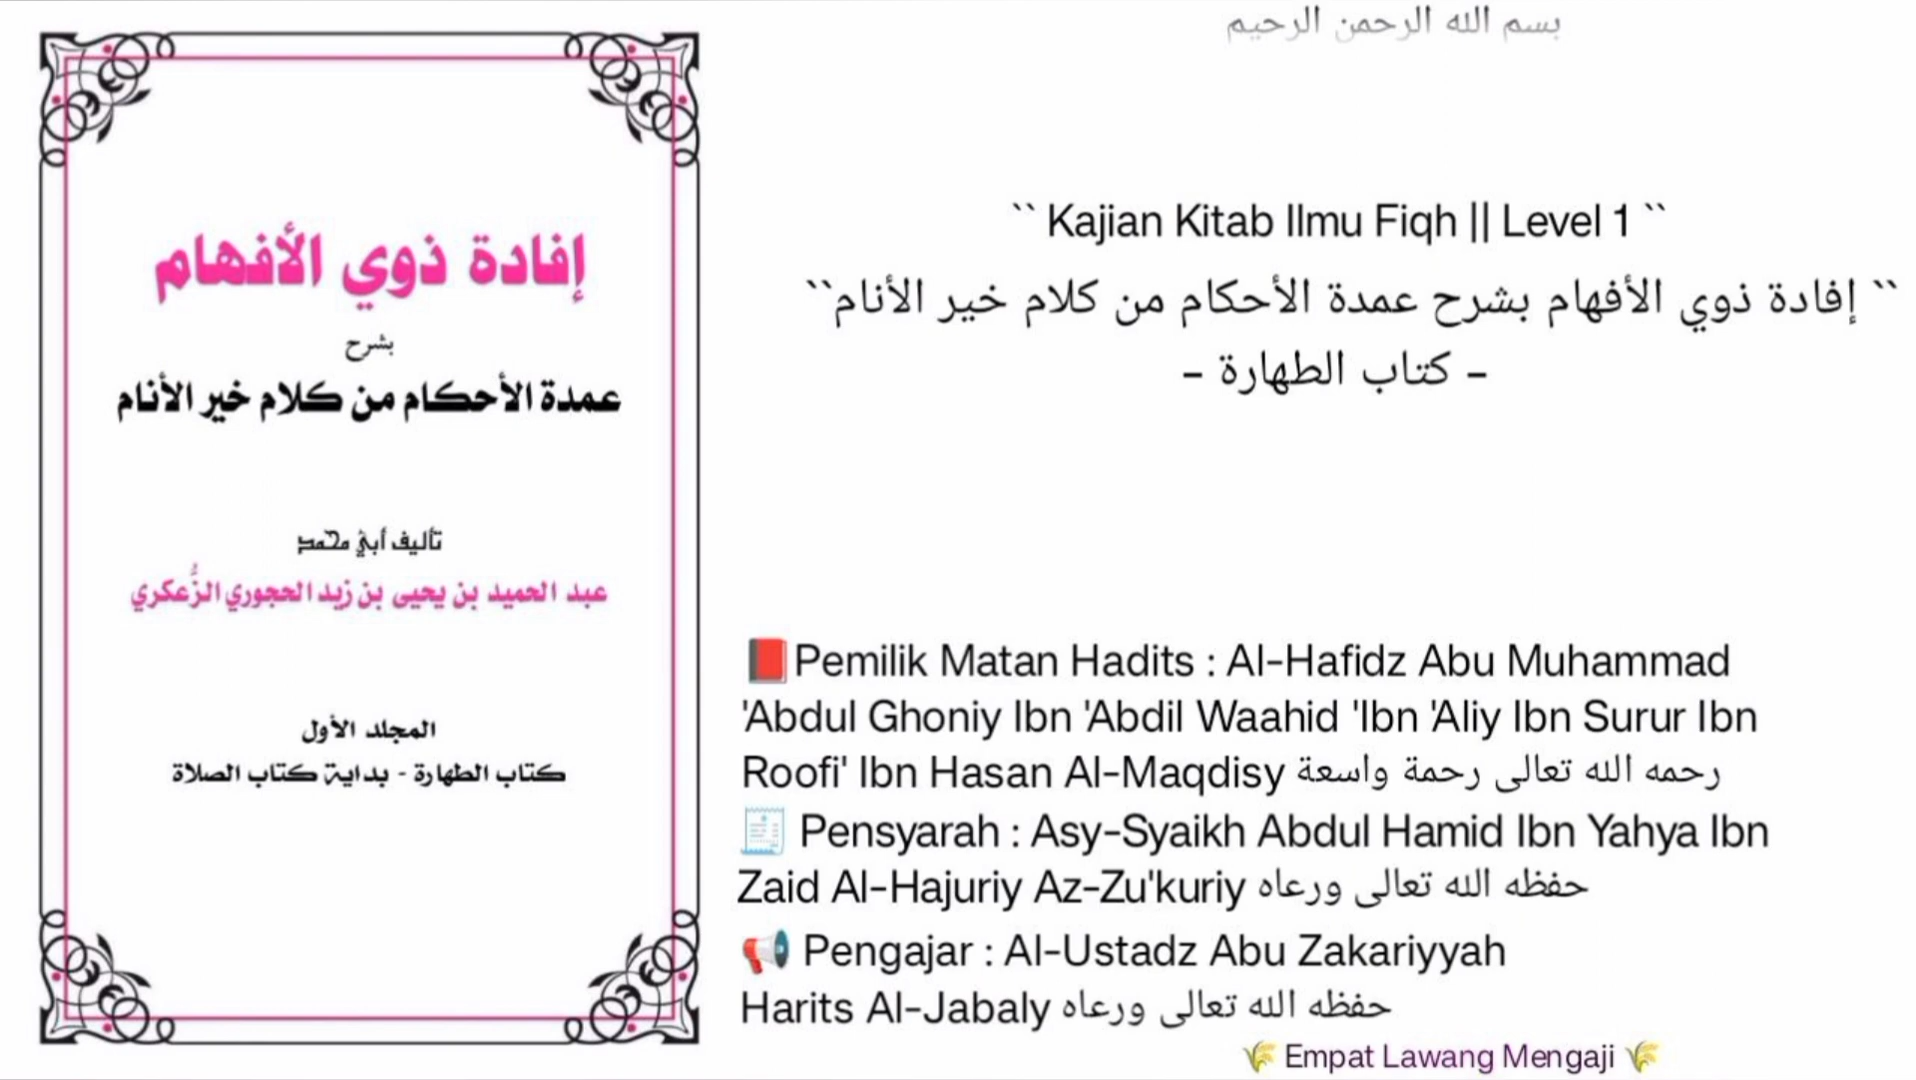 إفادة ذوي الأفهام
بشرح
عمدة الأحكام من كلام خير الأنام
تأليف أبي محمد
عبد الحميد بن يحيى بن زيد الحجوري الزُّعكري
المجلد الأول
كتاب الطهارة - بداية كتاب الصلاة
بسم الله الرحمن الرحيم
`` Kajian Kitab Ilmu Fiqh || Level 1 ``
`` إفادة ذوي الأفهام بشرح عمدة الأحكام من كلام خير الأنام``
- كتاب الطهارة -
📕Pemilik Matan Hadits : Al-Hafidz Abu Muhammad
'Abdul Ghoniy Ibn 'Abdil Waahid 'Ibn 'Aliy Ibn Surur Ibn
Roofi' Ibn Hasan Al-Maqdisy رحمه الله تعالى رحمة واسعة
🧾 Pensyarah : Asy-Syaikh Abdul Hamid Ibn Yahya Ibn
Zaid Al-Hajuriy Az-Zu'kuriy حفظه الله تعالى ورعاه
📢 Pengajar : Al-Ustadz Abu Zakariyyah
Harits Al-Jabaly حفظه الله تعالى ورعاه
🌾 Empat Lawang Mengaji 🌾